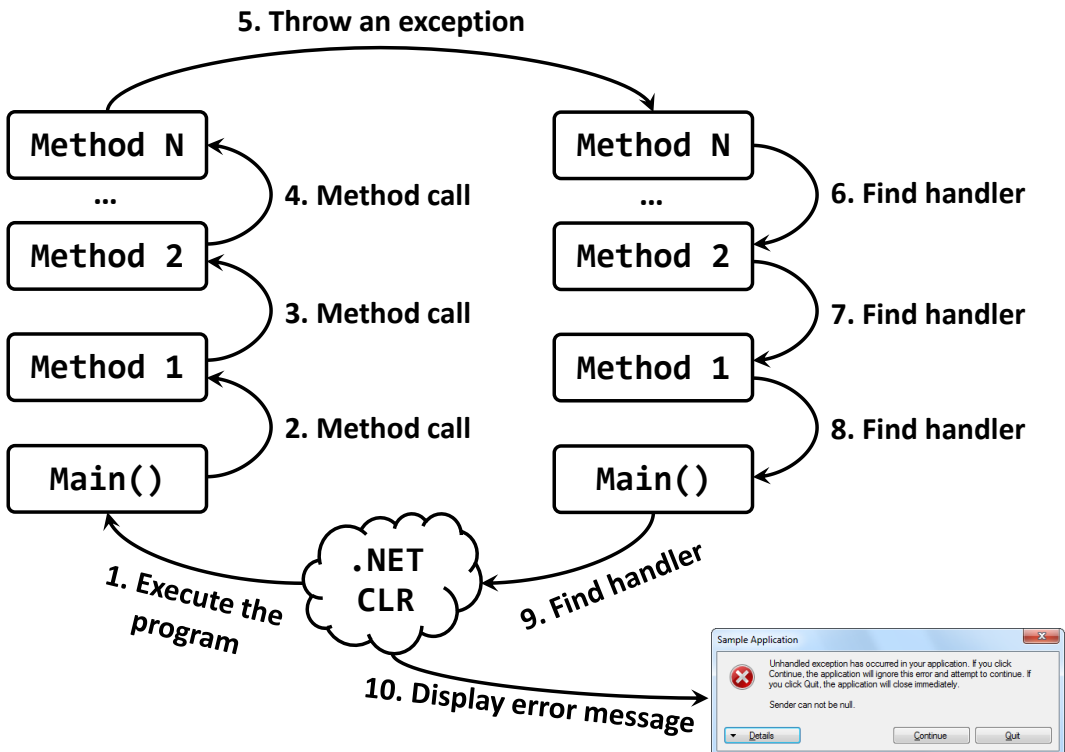 5. Throw an exception
Method N
...
4. Method call
Method 2
3. Method call
Method 1
2. Method call
Main()
Method N
...
6. Find handler
Method 2
7. Find handler
Method 1
8. Find handler
Main()
.NET
CLR
1. Execute the
program
9. Find handler
10. Display error message
Sample Application
Unhandled exception has occurred in your application. If you click
Continue, the application will ignore this error and attempt to continue. If
you click Quit, the application will close immediately.
Sender can not be null.
Details
Continue
Quit